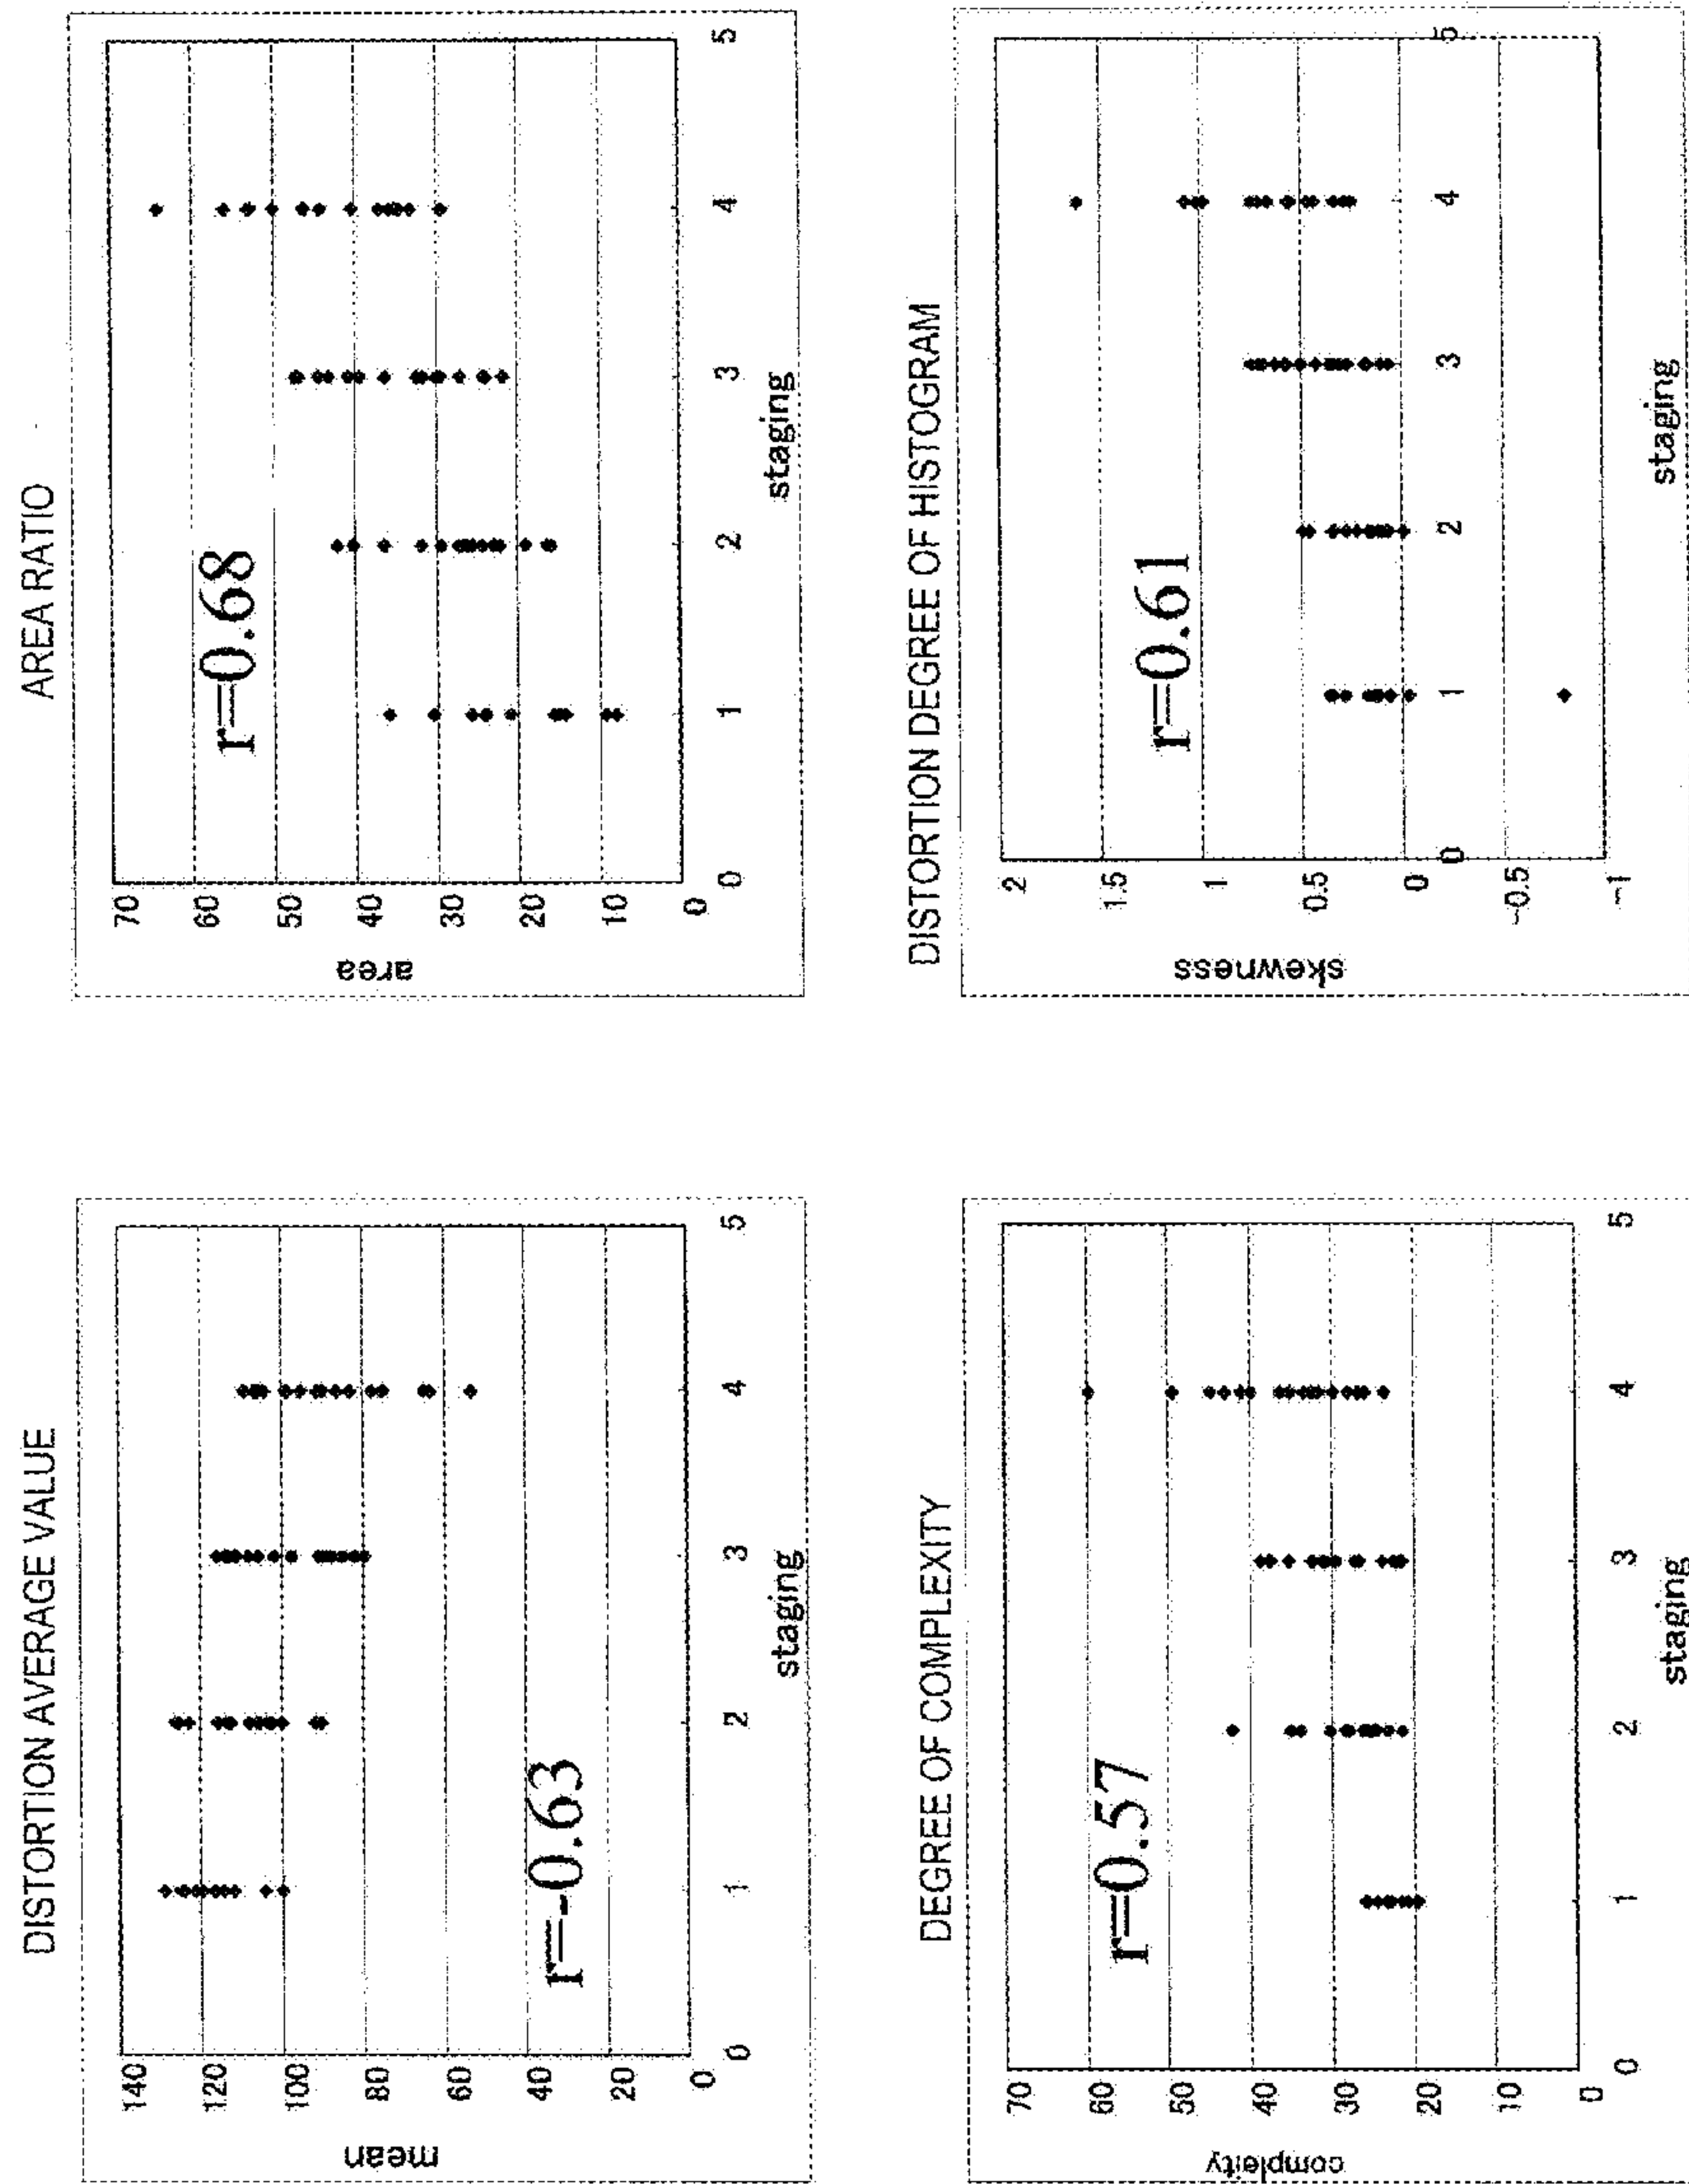 DISTORTION AVERAGE VALUE
mean
140
120
100
80
60
40
20
0
r=-0.63
0 1 2 3 4 5
staging
AREA RATIO
area
70
60
50
40
30
20
10
0
r=0.68
0 1 2 3 4 5
staging
DEGREE OF COMPLEXITY
compleity
70
60
50
40
30
20
10
0
r=0.57
0 1 2 3 4 5
staging
DISTORTION DEGREE OF HISTOGRAM
skewness
2
1.5
1
0.5
0
-0.5
-1
r=0.61
0 1 2 3 4 5
staging